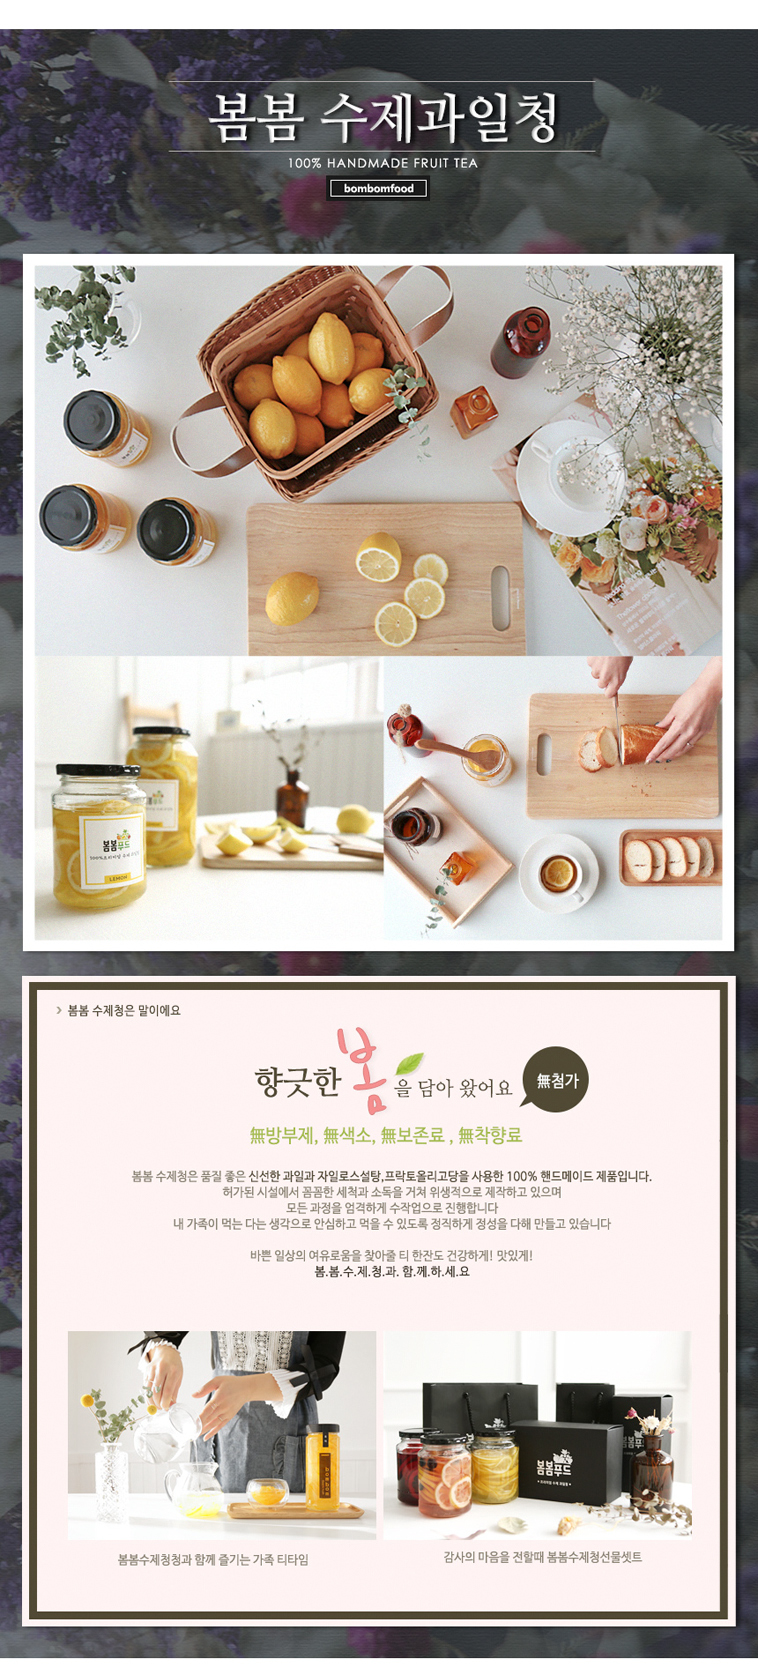 봄봄 수제과일청
100% HANDMADE FRUIT TEA
bombomfood
봄봄푸드
LEMON
› 봄봄 수제청은 말이에요
향긋한 봄을 담아 왔어요
無첨가
無방부제, 無색소, 無보존료 , 無착향료
봄봄 수제청은 품질 좋은 신선한 과일과 자일로스설탕,프락토올리고당을 사용한 100% 핸드메이드 제품입니다.
허가된 시설에서 꼼꼼한 세척과 소독을 거쳐 위생적으로 제작하고 있으며
모든 과정을 엄격하게 수작업으로 진행합니다
내 가족이 먹는 다는 생각으로 안심하고 먹을 수 있도록 정직하게 정성을 다해 만들고 있습니다
바쁜 일상의 여유로움을 찾아줄 티 한잔도 건강하게! 맛있게!
봄.봄.수.제.청.과. 함.께.하.세.요
봄봄푸드
봄봄수제청청과 함께 즐기는 가족 티타임
감사의 마음을 전할때 봄봄수제청선물셋트